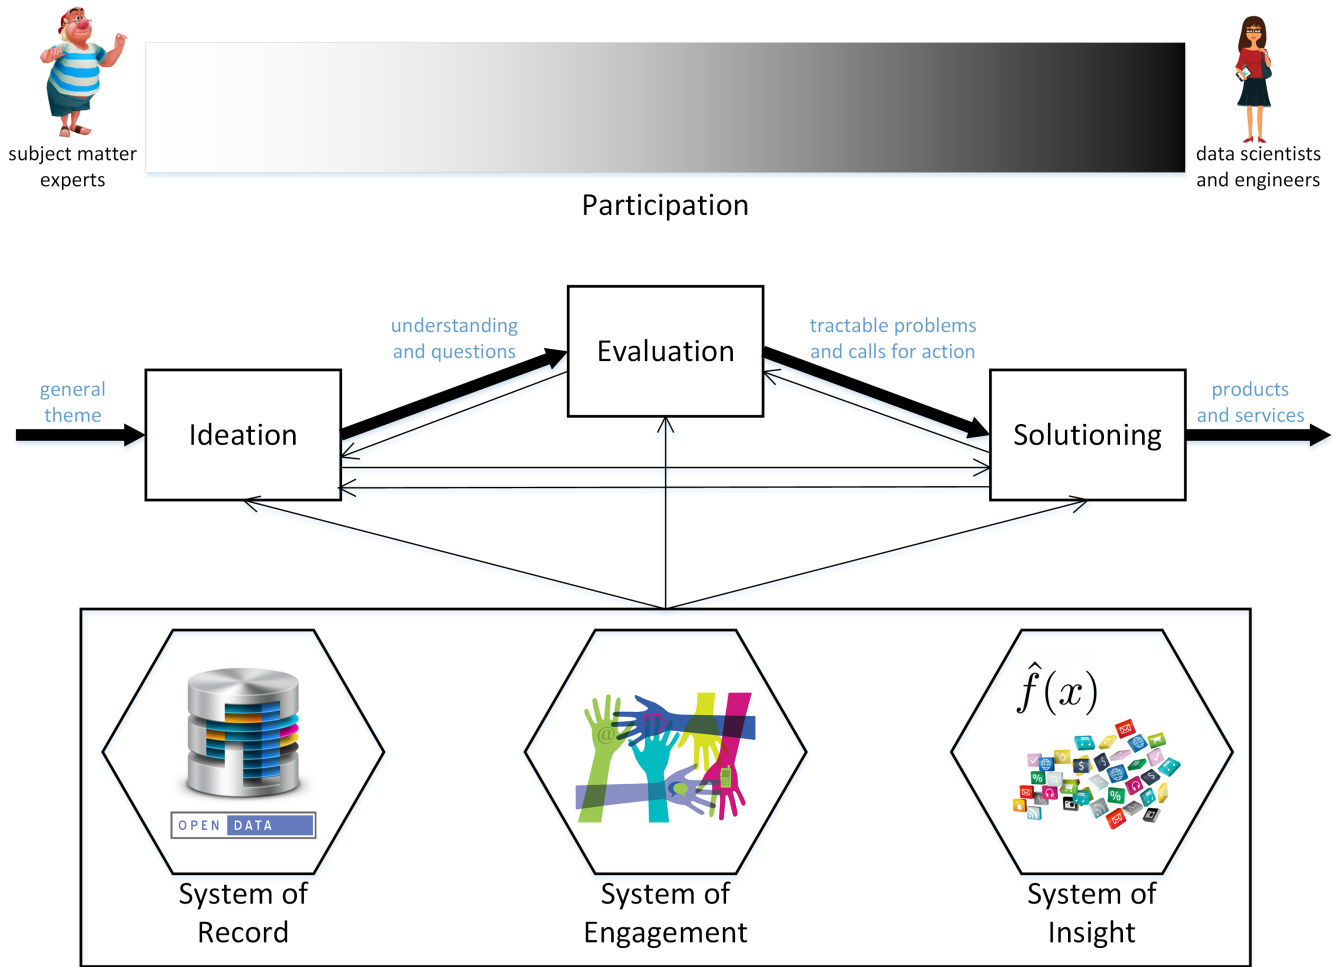 subject matter
experts
data scientists
and engineers
Participation
understanding
and questions
Evaluation
tractable problems
and calls for action
general
theme
Ideation
Solutioning
products
and services
f̂(x)
@
$
$
%
%
OPEN DATA
System of
Record
System of
Engagement
System of
Insight